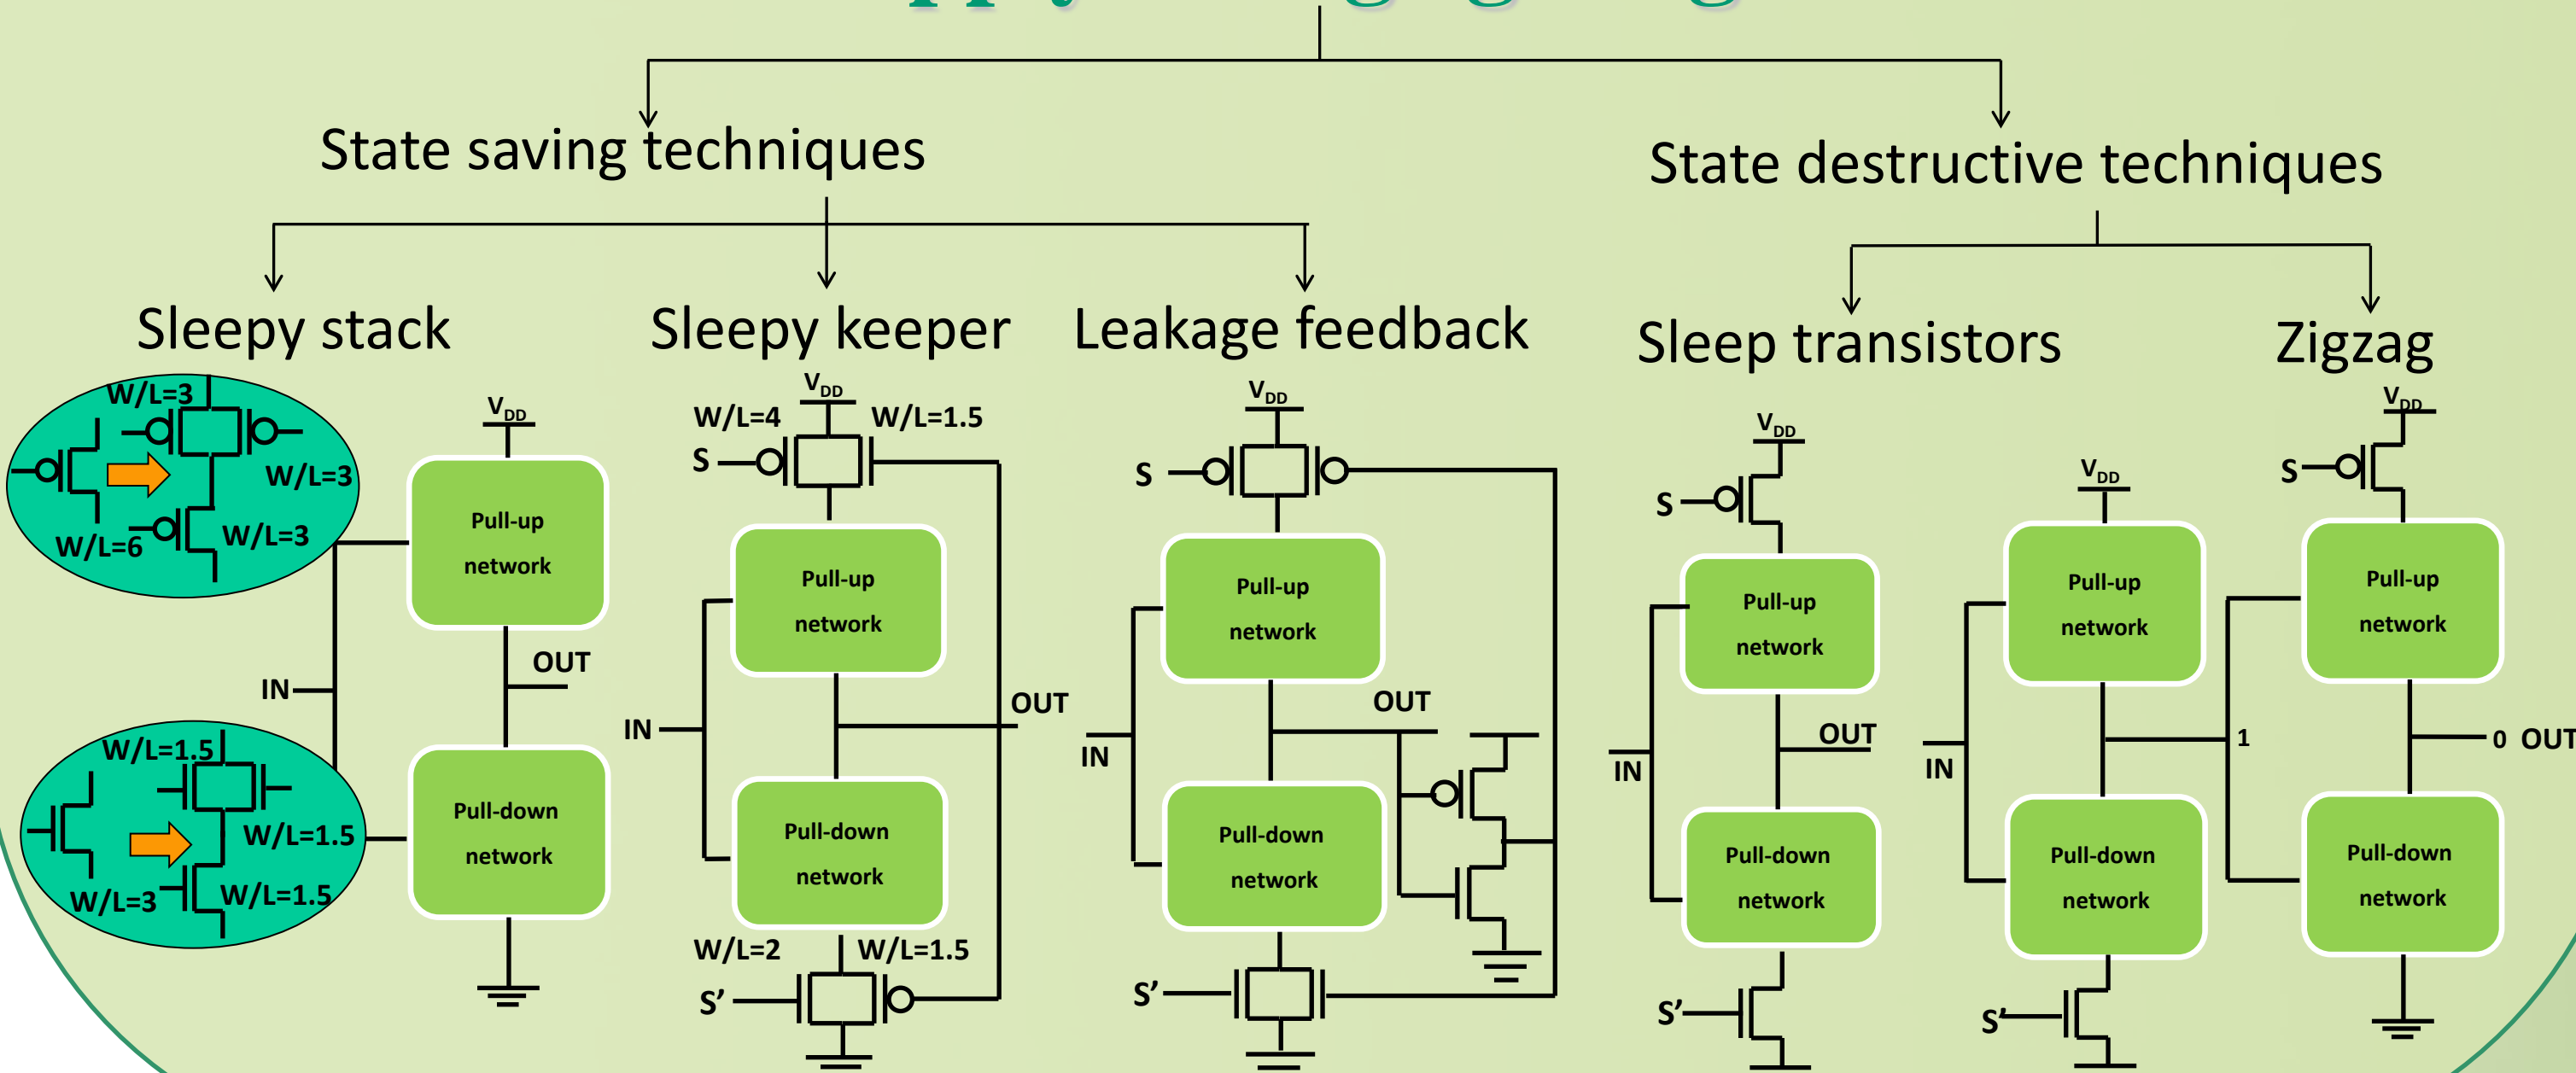 State saving techniques
State destructive techniques
Sleepy stack
Sleepy keeper
Leakage feedback
Sleep transistors
Zigzag
W/L=3
W/L=3
W/L=6
W/L=3
VDD
Pull-up
network
OUT
IN
W/L=1.5
W/L=1.5
W/L=3
W/L=1.5
Pull-down
network
VDD
W/L=4
W/L=1.5
S
Pull-up
network
IN
OUT
Pull-down
network
W/L=2
W/L=1.5
S'
VDD
S
Pull-up
network
OUT
IN
Pull-down
network
S'
VDD
S
Pull-up
network
OUT
IN
Pull-down
network
S'
VDD
Pull-up
network
IN
Pull-down
network
S'
VDD
S
Pull-up
network
1
0 OUT
Pull-down
network